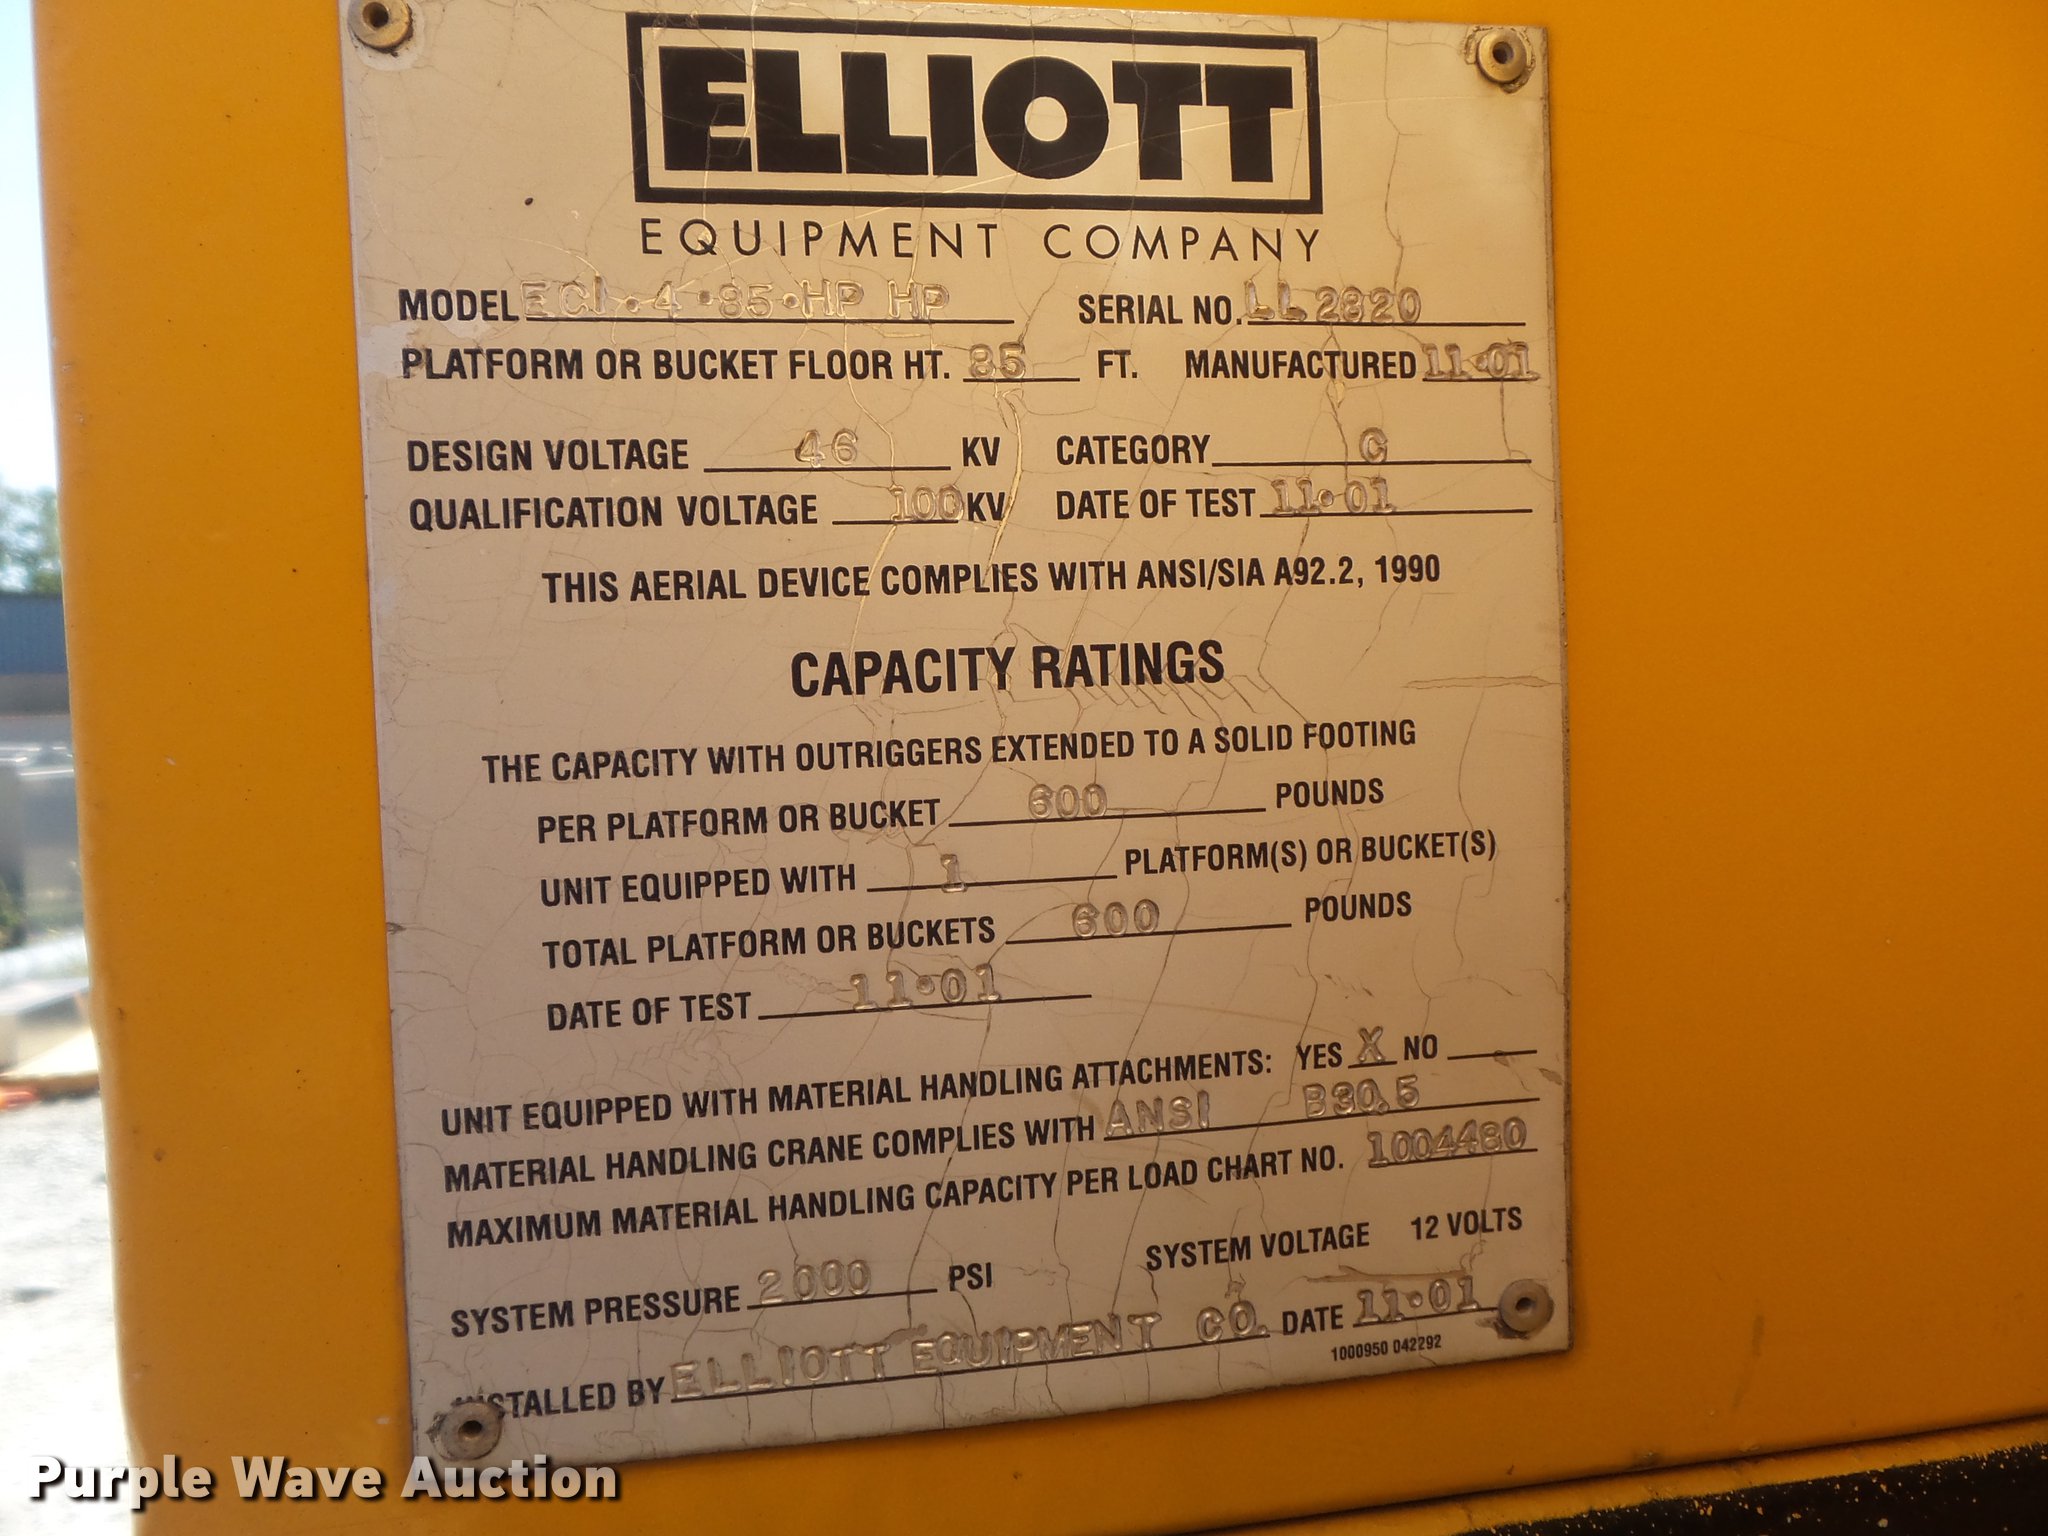 ELLIOTT
EQUIPMENT COMPANY
MODEL ECI·4·85·HP HP SERIAL NO. LL2820
PLATFORM OR BUCKET FLOOR HT. 85 FT. MANUFACTURED 11·01
DESIGN VOLTAGE 46 KV CATEGORY C
QUALIFICATION VOLTAGE 100 KV DATE OF TEST 11·01
THIS AERIAL DEVICE COMPLIES WITH ANSI/SIA A92.2, 1990
CAPACITY RATINGS
THE CAPACITY WITH OUTRIGGERS EXTENDED TO A SOLID FOOTING
PER PLATFORM OR BUCKET 600 POUNDS
UNIT EQUIPPED WITH 1 PLATFORM(S) OR BUCKET(S)
TOTAL PLATFORM OR BUCKETS 600 POUNDS
DATE OF TEST 11·01
UNIT EQUIPPED WITH MATERIAL HANDLING ATTACHMENTS: YES X NO
MATERIAL HANDLING CRANE COMPLIES WITH ANSI B30.5
MAXIMUM MATERIAL HANDLING CAPACITY PER LOAD CHART NO. 1004480
SYSTEM PRESSURE 2000 PSI SYSTEM VOLTAGE 12 VOLTS
INSTALLED BY ELLIOTT EQUIPMENT CO. DATE 11·01
1000950 042292
Purple Wave Auction